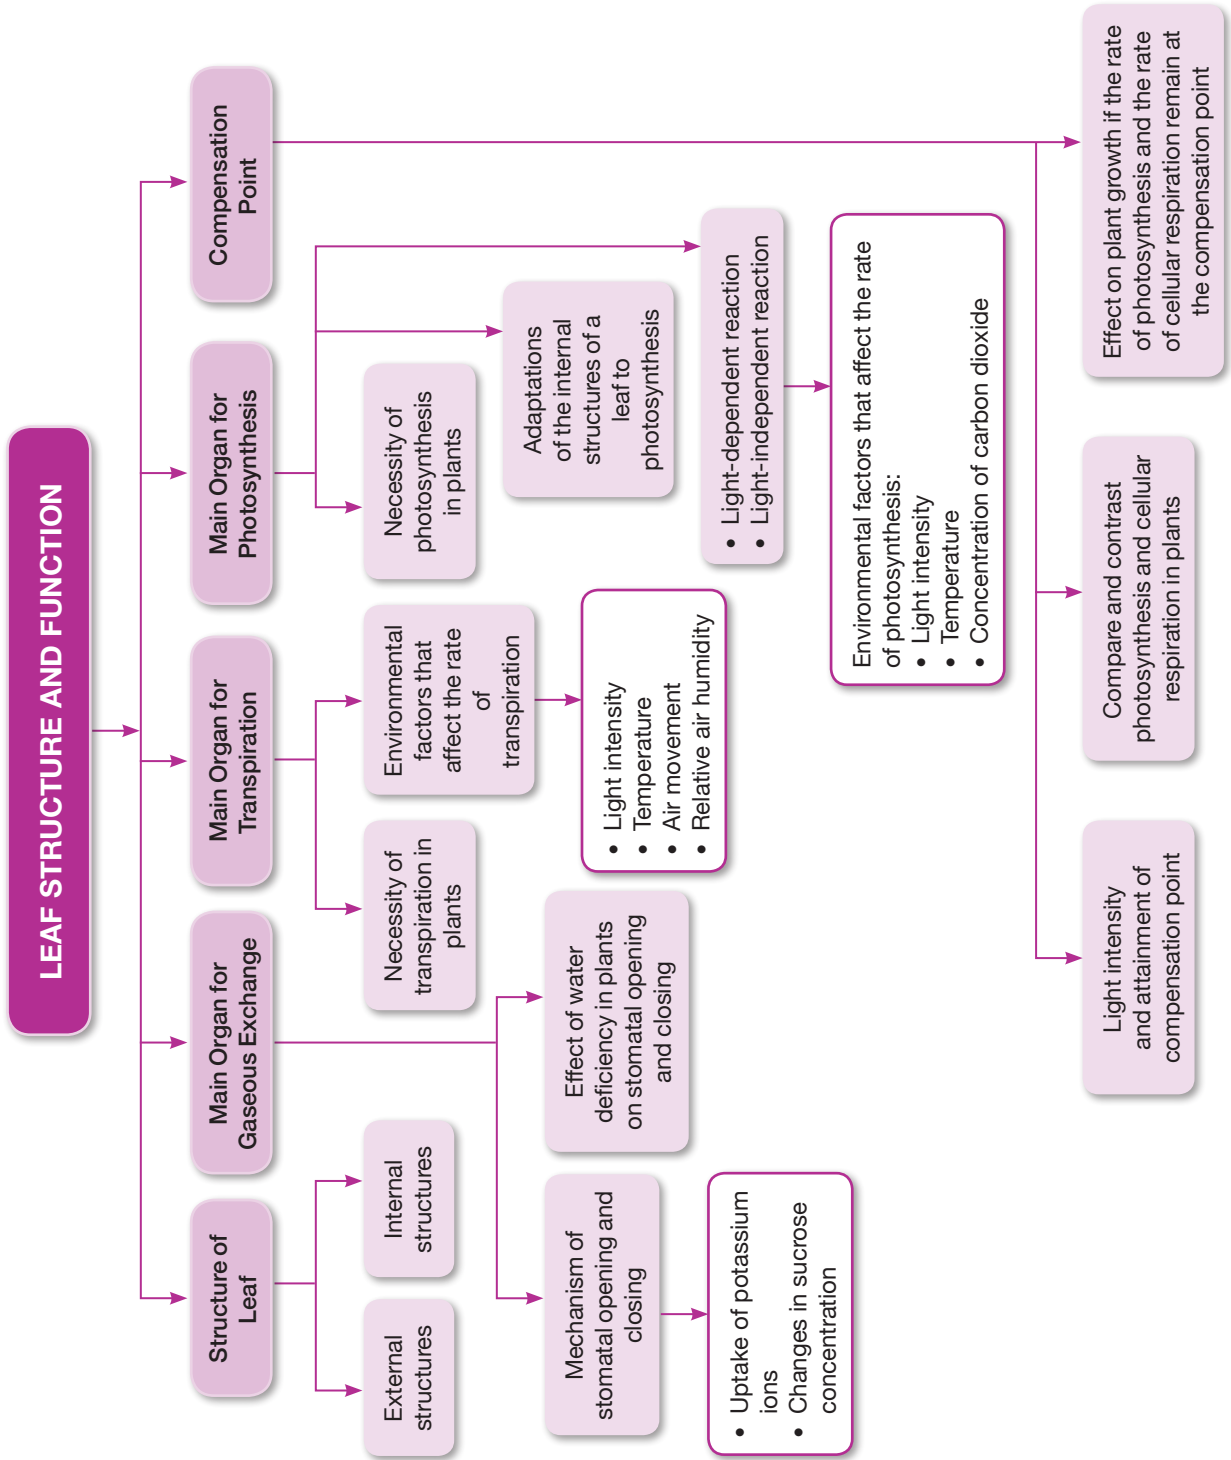 LEAF STRUCTURE AND FUNCTION
Structure of
Leaf
External
structures
Internal
structures
Main Organ for
Gaseous Exchange
Mechanism of
stomatal opening and
closing
• Uptake of potassium
ions
• Changes in sucrose
concentration
Effect of water
deficiency in plants
on stomatal opening
and closing
Main Organ for
Transpiration
Necessity of
transpiration in
plants
Environmental
factors that
affect the rate
of
transpiration
• Light intensity
• Temperature
• Air movement
• Relative air humidity
Main Organ for
Photosynthesis
Necessity of
photosynthesis
in plants
Adaptations
of the internal
structures of a
leaf to
photosynthesis
• Light-dependent reaction
• Light-independent reaction
Environmental factors that affect the rate
of photosynthesis:
• Light intensity
• Temperature
• Concentration of carbon dioxide
Compensation
Point
Light intensity
and attainment of
compensation point
Compare and contrast
photosynthesis and cellular
respiration in plants
Effect on plant growth if the rate
of photosynthesis and the rate
of cellular respiration remain at
the compensation point